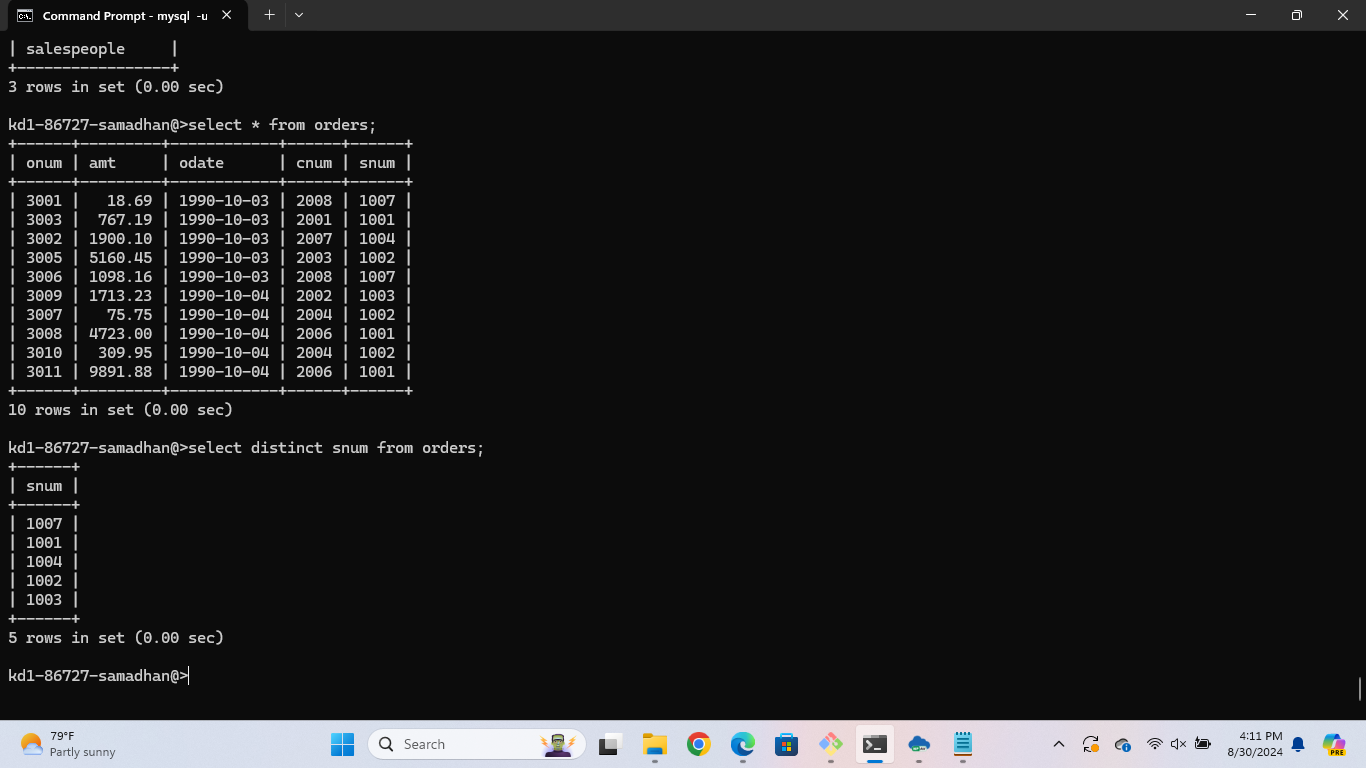 Command Prompt - mysql -u
| salespeople     |
+-----------------+
3 rows in set (0.00 sec)
kd1-86727-samadhan@>select * from orders;
+------+---------+------------+------+------+
| onum | amt     | odate      | cnum | snum |
+------+---------+------------+------+------+
| 3001 |   18.69 | 1990-10-03 | 2008 | 1007 |
| 3003 |  767.19 | 1990-10-03 | 2001 | 1001 |
| 3002 | 1900.10 | 1990-10-03 | 2007 | 1004 |
| 3005 | 5160.45 | 1990-10-03 | 2003 | 1002 |
| 3006 | 1098.16 | 1990-10-03 | 2008 | 1007 |
| 3009 | 1713.23 | 1990-10-04 | 2002 | 1003 |
| 3007 |   75.75 | 1990-10-04 | 2004 | 1002 |
| 3008 | 4723.00 | 1990-10-04 | 2006 | 1001 |
| 3010 |  309.95 | 1990-10-04 | 2004 | 1002 |
| 3011 | 9891.88 | 1990-10-04 | 2006 | 1001 |
+------+---------+------------+------+------+
10 rows in set (0.00 sec)
kd1-86727-samadhan@>select distinct snum from orders;
+------+
| snum |
+------+
| 1007 |
| 1001 |
| 1004 |
| 1002 |
| 1003 |
+------+
5 rows in set (0.00 sec)
kd1-86727-samadhan@>
79°F
Partly sunny
Search
4:11 PM
8/30/2024
PRE